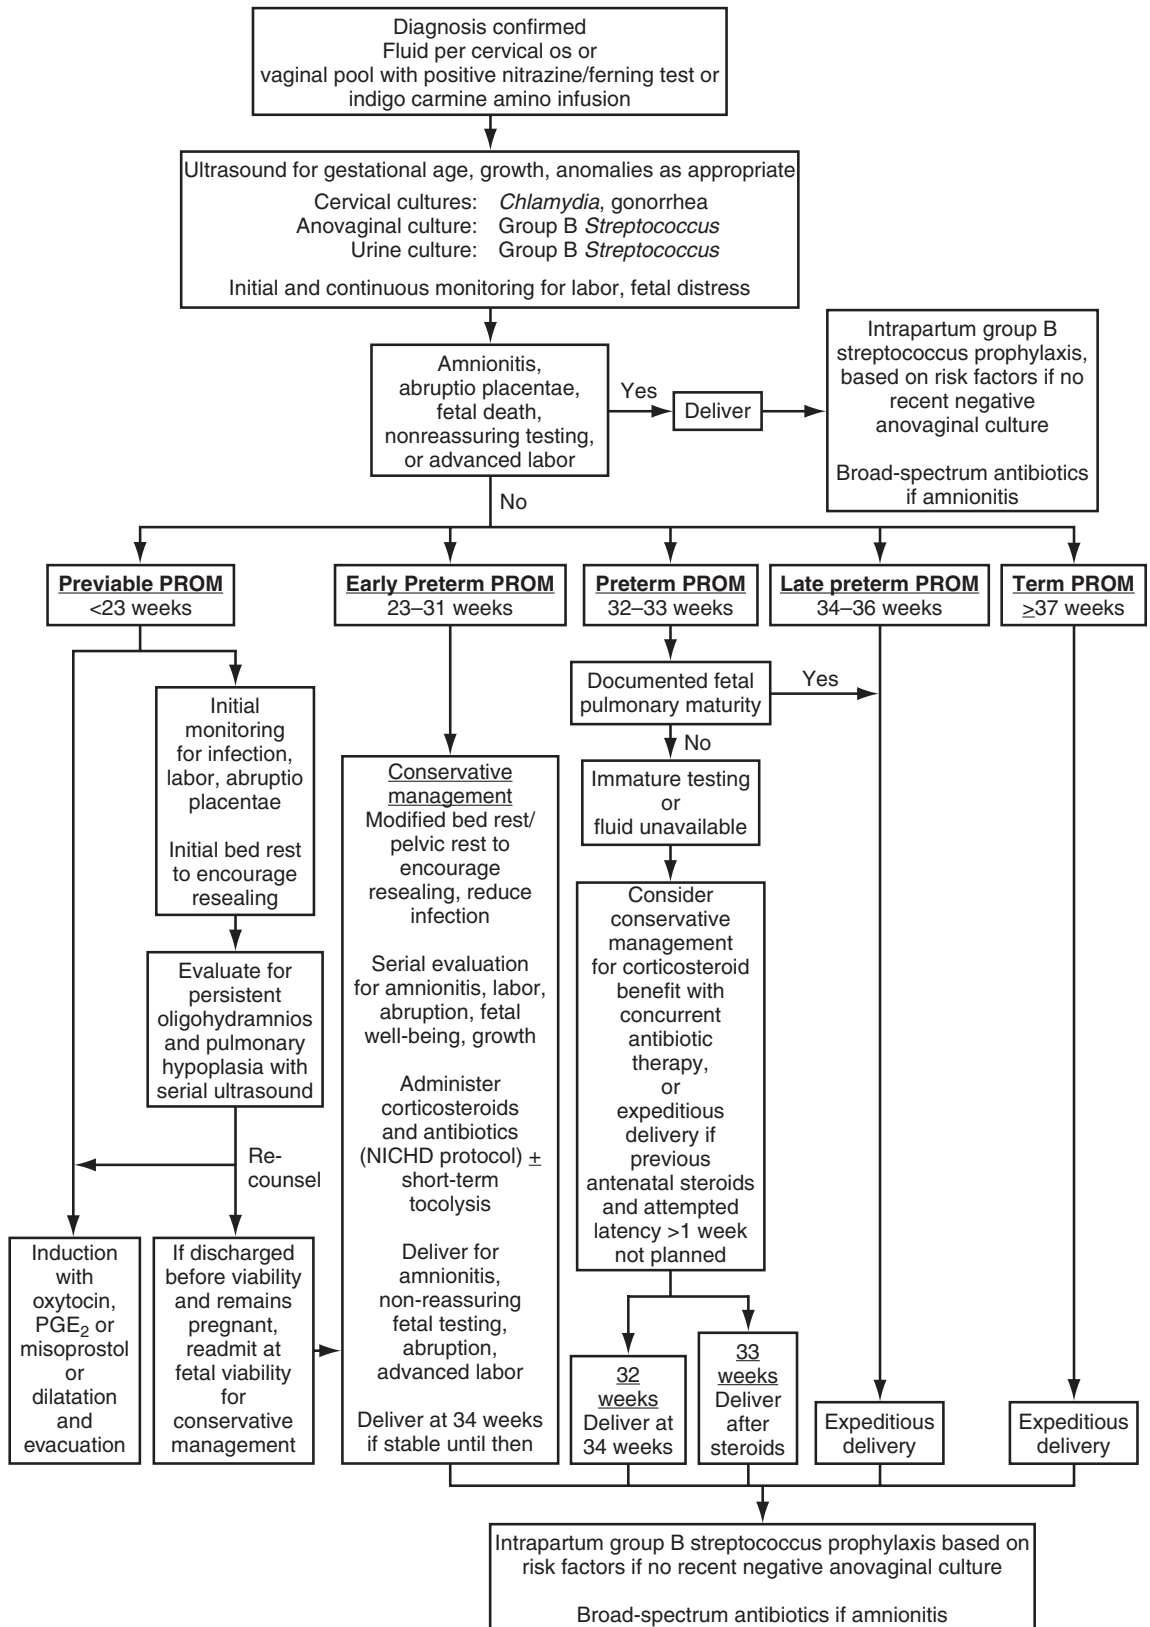 Diagnosis confirmed
Fluid per cervical os or
vaginal pool with positive nitrazine/ferning test or
indigo carmine amino infusion
Ultrasound for gestational age, growth, anomalies as appropriate
Cervical cultures: Chlamydia, gonorrhea
Anovaginal culture: Group B Streptococcus
Urine culture: Group B Streptococcus
Initial and continuous monitoring for labor, fetal distress
Amnionitis,
abruptio placentae,
fetal death,
nonreassuring testing,
or advanced labor
Yes
Deliver
Intrapartum group B
streptococcus prophylaxis,
based on risk factors if no
recent negative
anovaginal culture
Broad-spectrum antibiotics
if amnionitis
No
Previable PROM
<23 weeks
Early Preterm PROM
23–31 weeks
Preterm PROM
32–33 weeks
Late preterm PROM
34–36 weeks
Term PROM
≥37 weeks
Initial
monitoring
for infection,
labor, abruptio
placentae
Initial bed rest
to encourage
resealing
Evaluate for
persistent
oligohydramnios
and pulmonary
hypoplasia with
serial ultrasound
Re-
counsel
Induction
with
oxytocin,
PGE2 or
misoprostol
or
dilatation
and
evacuation
If discharged
before viability
and remains
pregnant,
readmit at
fetal viability
for
conservative
management
Conservative
management
Modified bed rest/
pelvic rest to
encourage
resealing, reduce
infection
Serial evaluation
for amnionitis, labor,
abruption, fetal
well-being, growth
Administer
corticosteroids
and antibiotics
(NICHD protocol) ±
short-term
tocolysis
Deliver for
amnionitis,
non-reassuring
fetal testing,
abruption,
advanced labor
Deliver at 34 weeks
if stable until then
Documented fetal
pulmonary maturity
Yes
No
Immature testing
or
fluid unavailable
Consider
conservative
management
for corticosteroid
benefit with
concurrent
antibiotic
therapy,
or
expeditious
delivery if
previous
antenatal steroids
and attempted
latency >1 week
not planned
32
weeks
Deliver at
34 weeks
33
weeks
Deliver
after
steroids
Expeditious
delivery
Expeditious
delivery
Intrapartum group B streptococcus prophylaxis based on
risk factors if no recent negative anovaginal culture
Broad-spectrum antibiotics if amnionitis